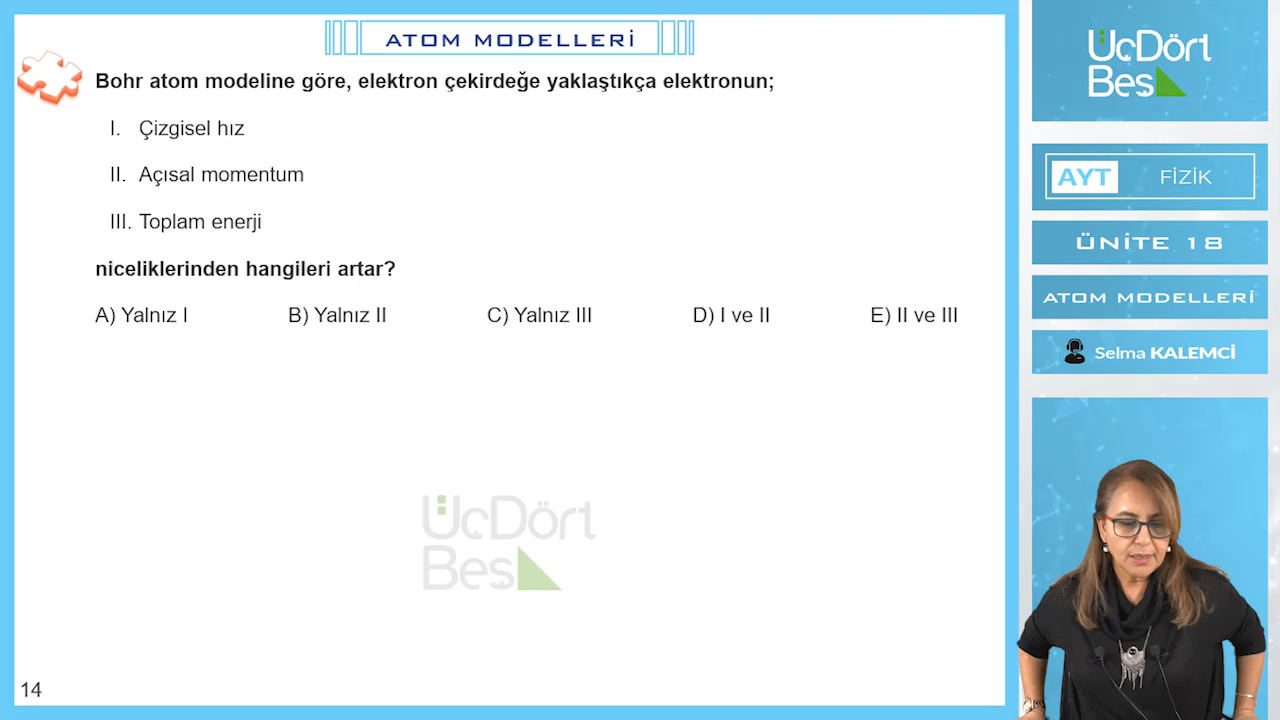 ATOM MODELLERİ
Bohr atom modeline göre, elektron çekirdeğe yaklaştıkça elektronun;
I. Çizgisel hız
II. Açısal momentum
III. Toplam enerji
niceliklerinden hangileri artar?
A) Yalnız I B) Yalnız II C) Yalnız III D) I ve II E) II ve III
ÜçDört
Beş
14
ÜçDört
Beş
AYT FİZİK
ÜNİTE 18
ATOM MODELLERİ
Selma KALEMCİ